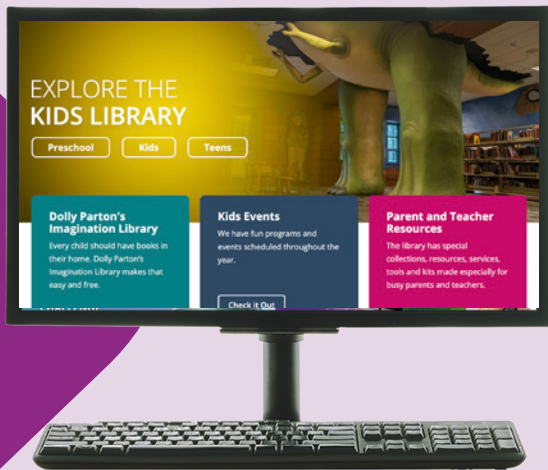 EXPLORE THE
KIDS LIBRARY
Preschool
Kids
Teens
Dolly Parton's
Imagination Library
Every child should have books in
their home. Dolly Parton's
Imagination Library makes that
easy and free.
Kids Events
We have fun programs and
events scheduled throughout the
year.
Check it Out
Parent and Teacher
Resources
The library has special
collections, resources, services,
tools and kits made especially for
busy parents and teachers.